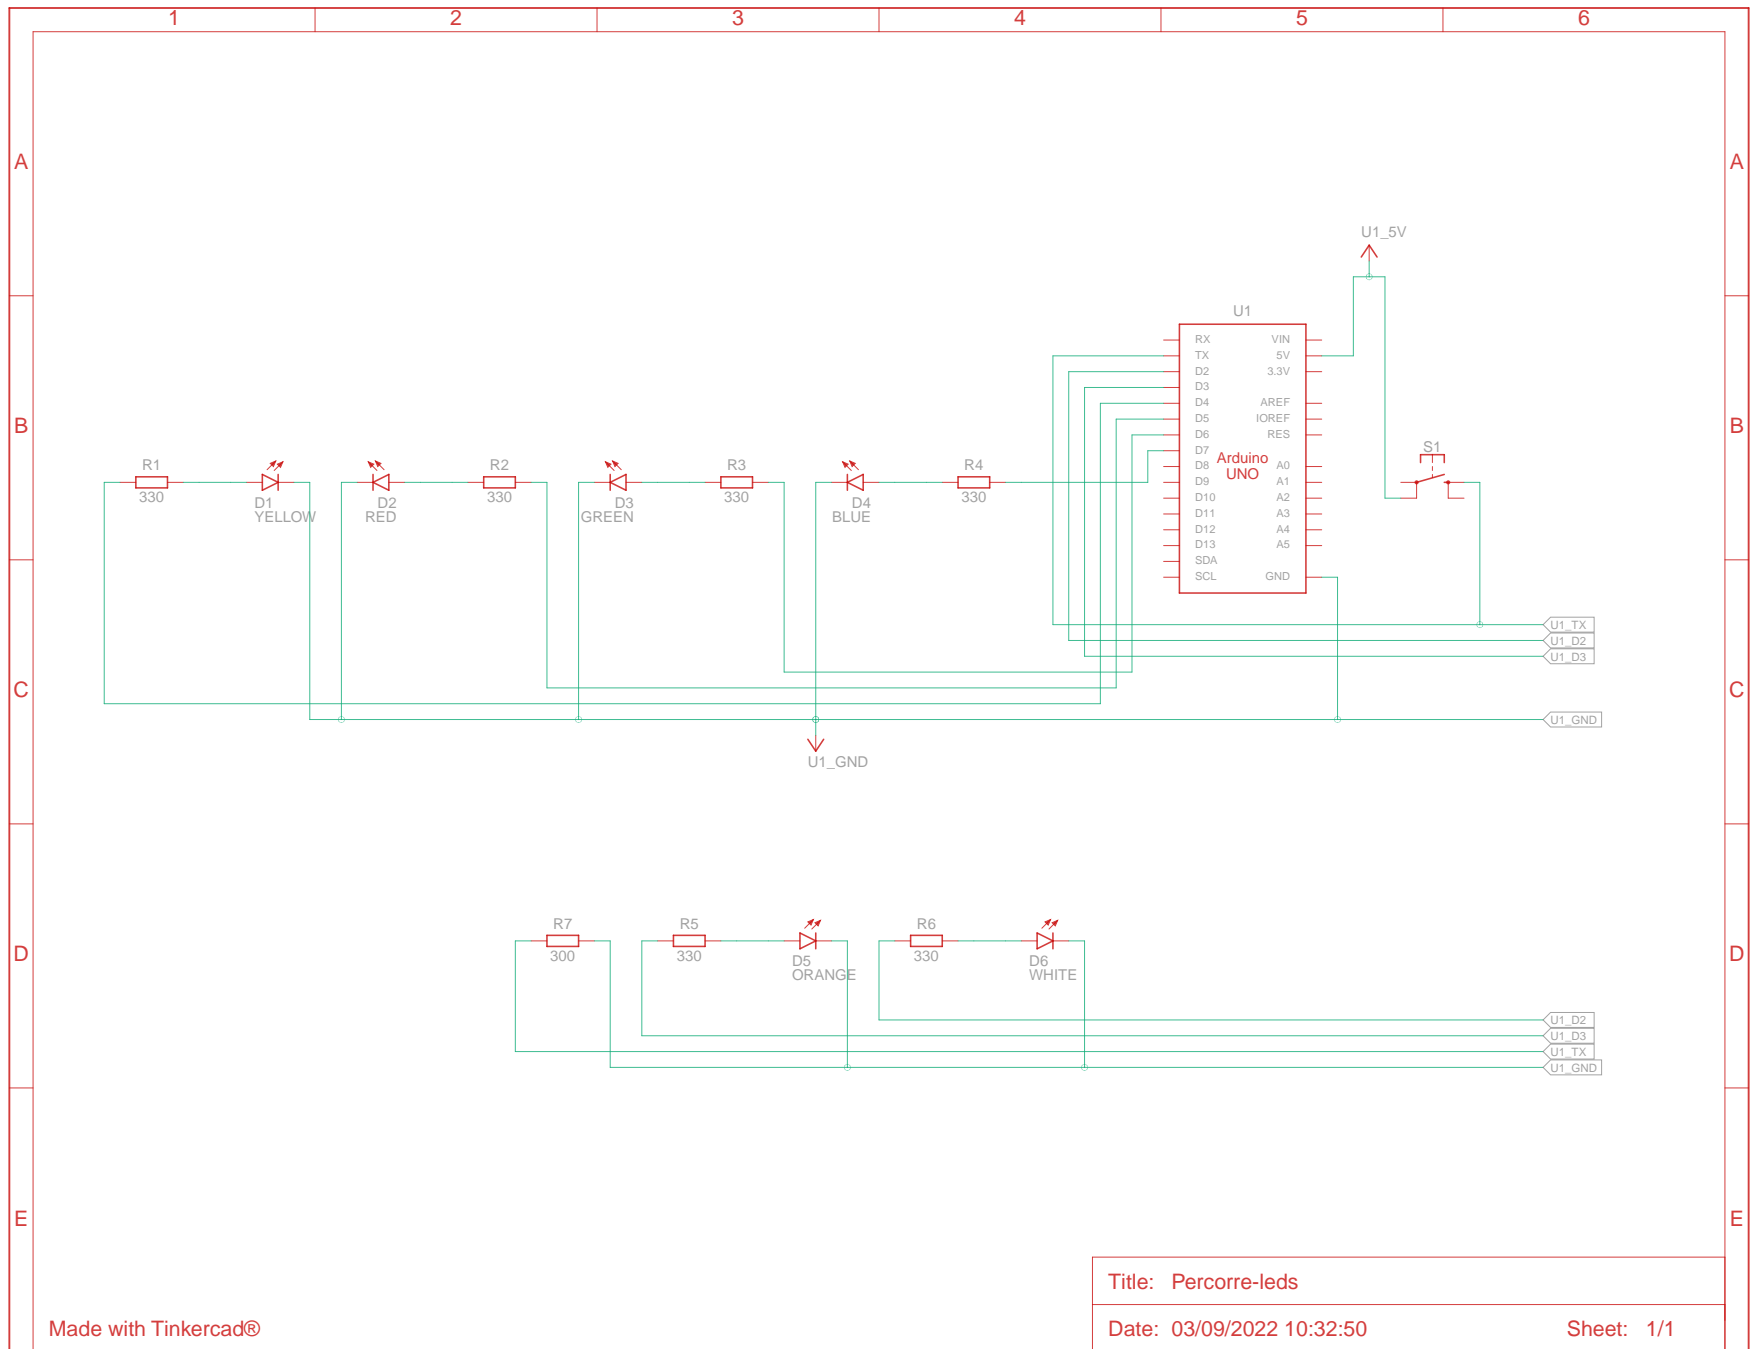 1 2 3 4 5 6
A A
U1_5V
B B
U1
RX VIN
TX 5V
D2 3.3V
D3
D4 AREF
D5 IOREF
D6 RES
D7
D8 A0
D9 A1
D10 A2
D11 A3
D12 A4
D13 A5
SDA
SCL GND
Arduino
UNO
S1
R1 R2 R3 R4
330 330 330 330
D1 D2 D3 D4
YELLOW RED GREEN BLUE
U1_TX
U1_D2
U1_D3
C C
U1_GND
U1_GND
R7 R5 R6
D D
300 330 330
D5 D6
ORANGE WHITE
U1_D2
U1_D3
U1_TX
U1_GND
E E
Title: Percorre-leds
Made with Tinkercad®
Date: 03/09/2022 10:32:50 Sheet: 1/1